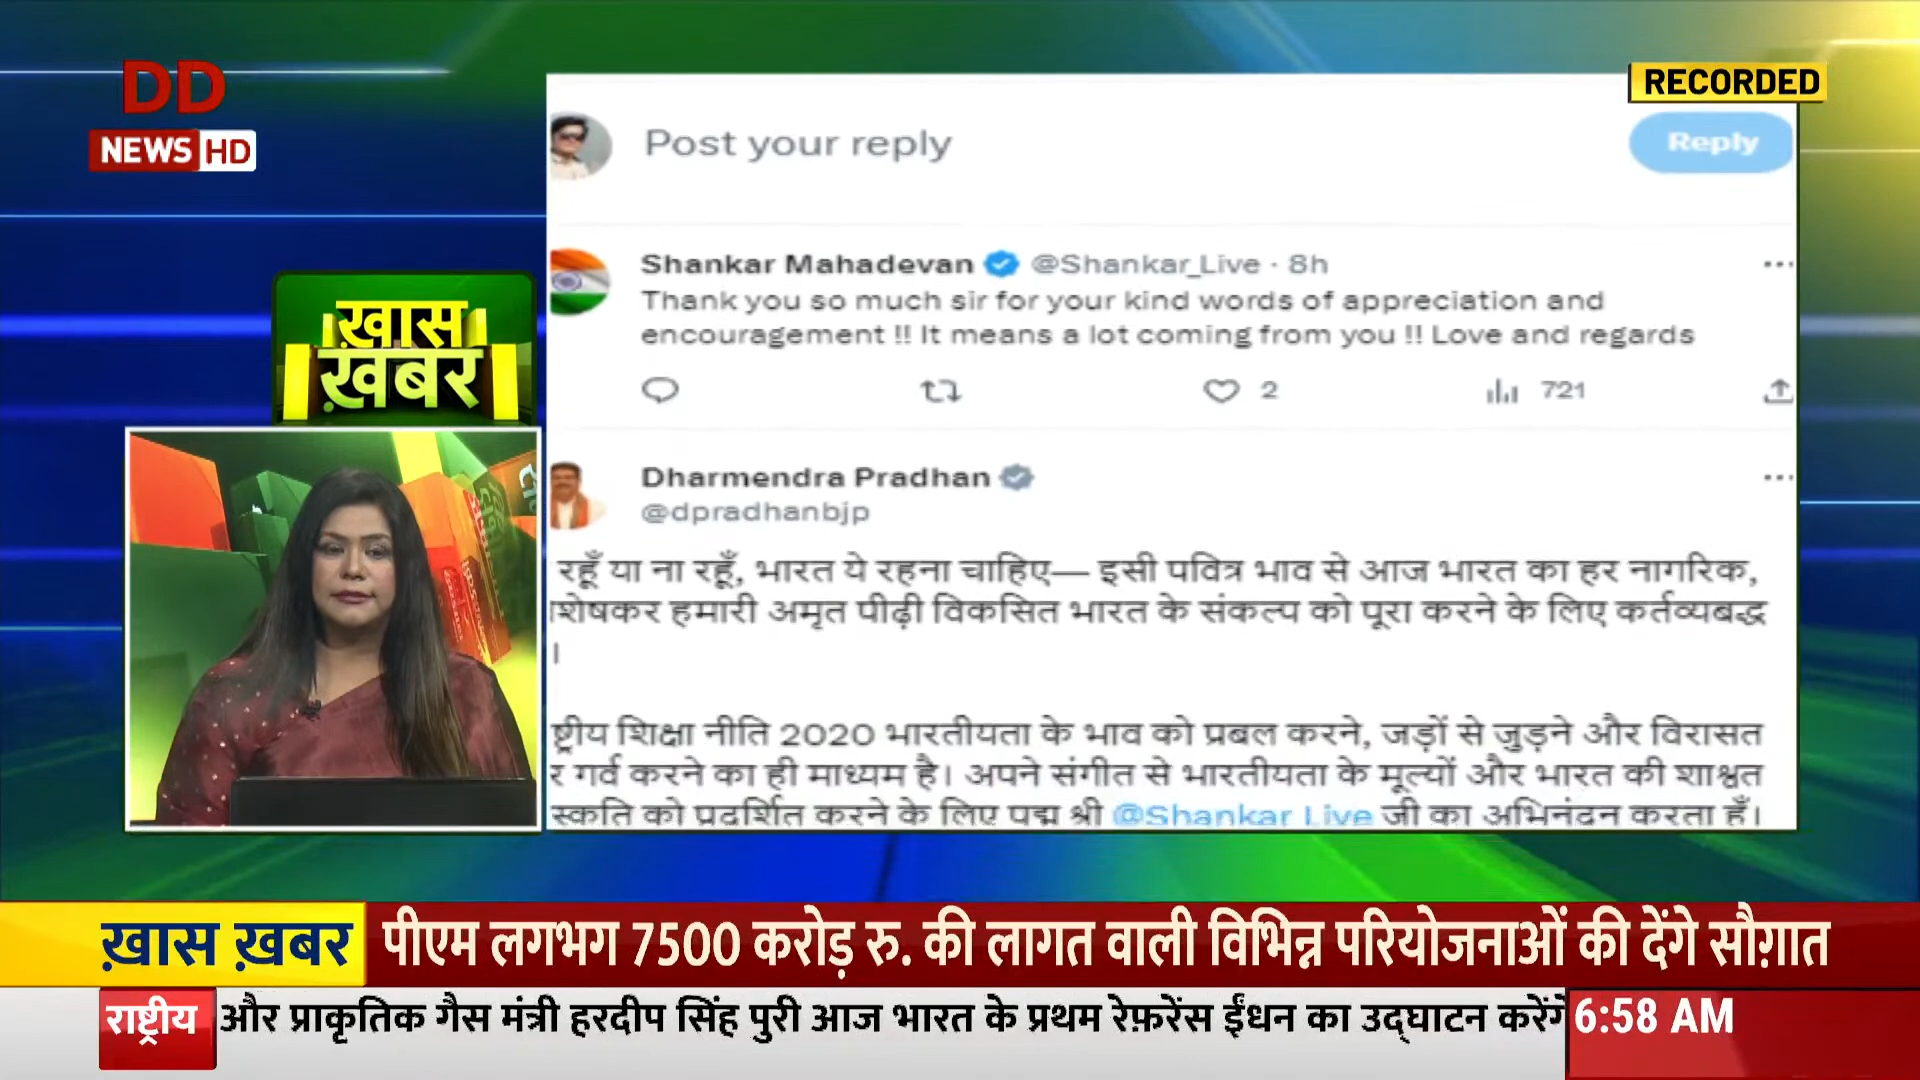 DD
NEWS HD
RECORDED
Post your reply
Reply
Shankar Mahadevan @Shankar_Live · 8h
Thank you so much sir for your kind words of appreciation and
encouragement !! It means a lot coming from you !! Love and regards
2
721
ख़ास
ख़बर
Dharmendra Pradhan
@dpradhanbjp
रहूँ या ना रहूँ, भारत ये रहना चाहिए— इसी पवित्र भाव से आज भारत का हर नागरिक,
शेषकर हमारी अमृत पीढ़ी विकसित भारत के संकल्प को पूरा करने के लिए कर्तव्यबद्ध
।
ष्ट्रीय शिक्षा नीति 2020 भारतीयता के भाव को प्रबल करने, जड़ों से जुड़ने और विरासत
र गर्व करने का ही माध्यम है। अपने संगीत से भारतीयता के मूल्यों और भारत की शाश्वत
स्कृति को प्रदर्शित करने के लिए पद्म श्री @Shankar_Live जी का अभिनंदन करता हूँ।
ख़ास ख़बर
पीएम लगभग 7500 करोड़ रु. की लागत वाली विभिन्न परियोजनाओं की देंगे सौग़ात
राष्ट्रीय
और प्राकृतिक गैस मंत्री हरदीप सिंह पुरी आज भारत के प्रथम रेफ़रेंस ईंधन का उद्घाटन करेंगे
6:58 AM